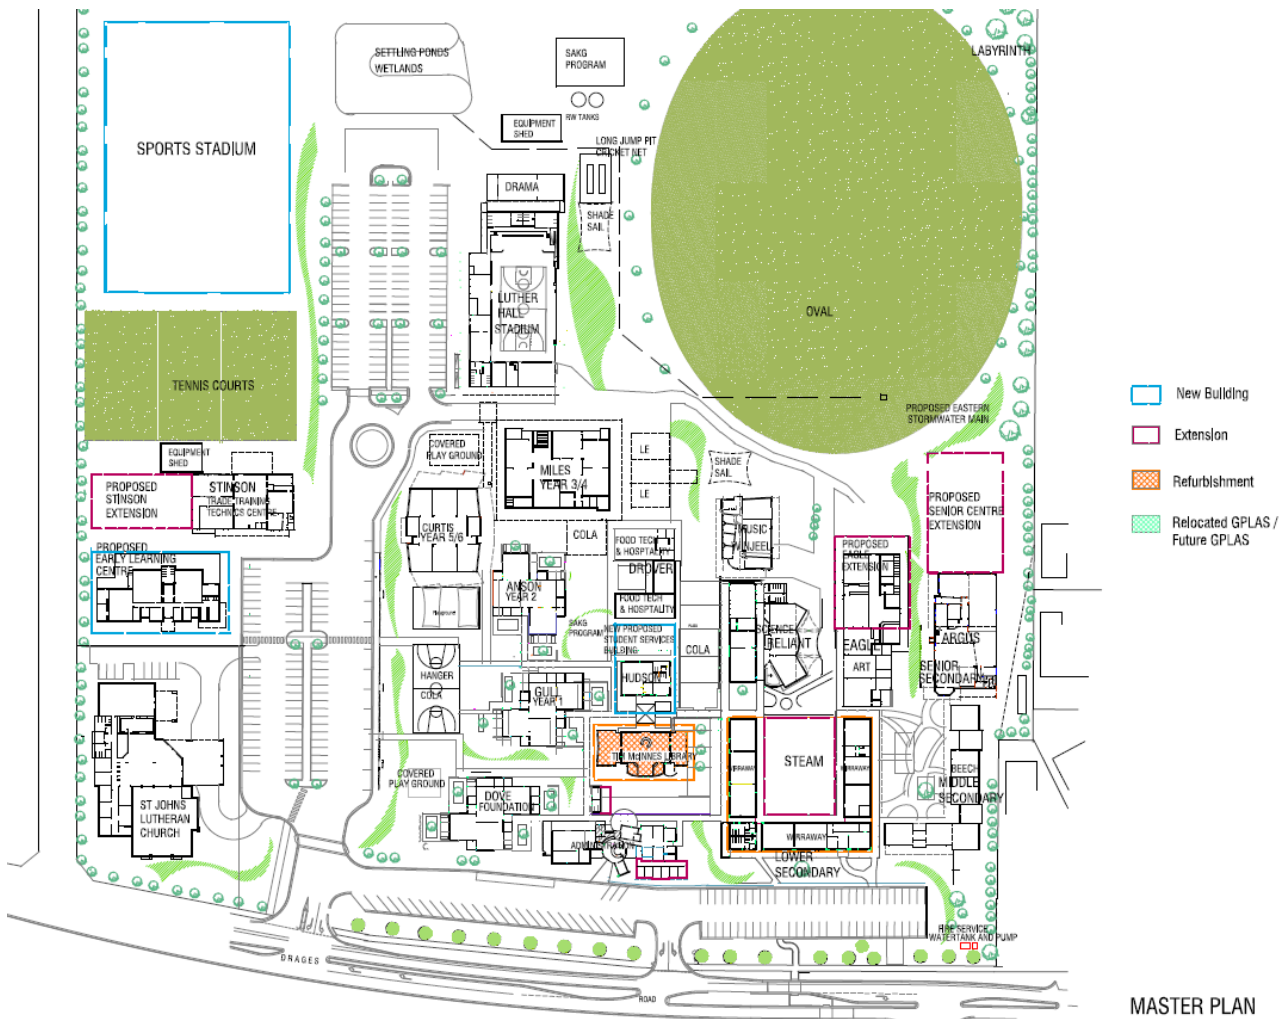 LABYRINTH
SETTLING PONDS
WETLANDS
SAKG
PROGRAM
RW TANKS
EQUIPMENT
SHED
LONG JUMP PIT
CRICKET NET
SPORTS STADIUM
DRAMA
SHADE
SAIL
LUTHER
HALL
STADIUM
OVAL
TENNIS COURTS
PROPOSED EASTERN
STORMWATER MAIN
New Building
Extension
Refurbishment
Relocated GPLAS /
Future GPLAS
EQUIPMENT
SHED
COVERED
PLAY GROUND
MILES
YEAR 3/4
LE
LE
SHADE
SAIL
PROPOSED
STINSON
EXTENSION
STINSON
TRADE TRAINING
TECHNICS CENTRE
PROPOSED
SENIOR CENTRE
EXTENSION
CURTIS
YEAR 5/6
COLA
MUSIC
WINJEEL
FOOD TECH
& HOSPITALITY
DROVER
FOOD TECH
& HOSPITALITY
PROPOSED
EAGLE
EXTENSION
PROPOSED
EARLY LEARNING
CENTRE
ANSON
YEAR 2
Playground
SAKG
PROGRAM
NEW PROPOSED
STUDENT SERVICES
BUILDING
HUDSON
COLA
SCIENCE
RELIANT
EAGLE
ART
ARGUS
SENIOR
SECONDARY
HANGER
COLA
GULL
YEAR 1
TIM McINNES LIBRARY
WIRRAWAY
STEAM
WIRRAWAY
BEECH
MIDDLE
SECONDARY
COVERED
PLAY GROUND
DOVE
FOUNDATION
ST JOHNS
LUTHERAN
CHURCH
ADMINISTRATION
WIRRAWAY
LOWER
SECONDARY
FIRE SERVICE
WATERTANK AND PUMP
DRAGES
ROAD
MASTER PLAN